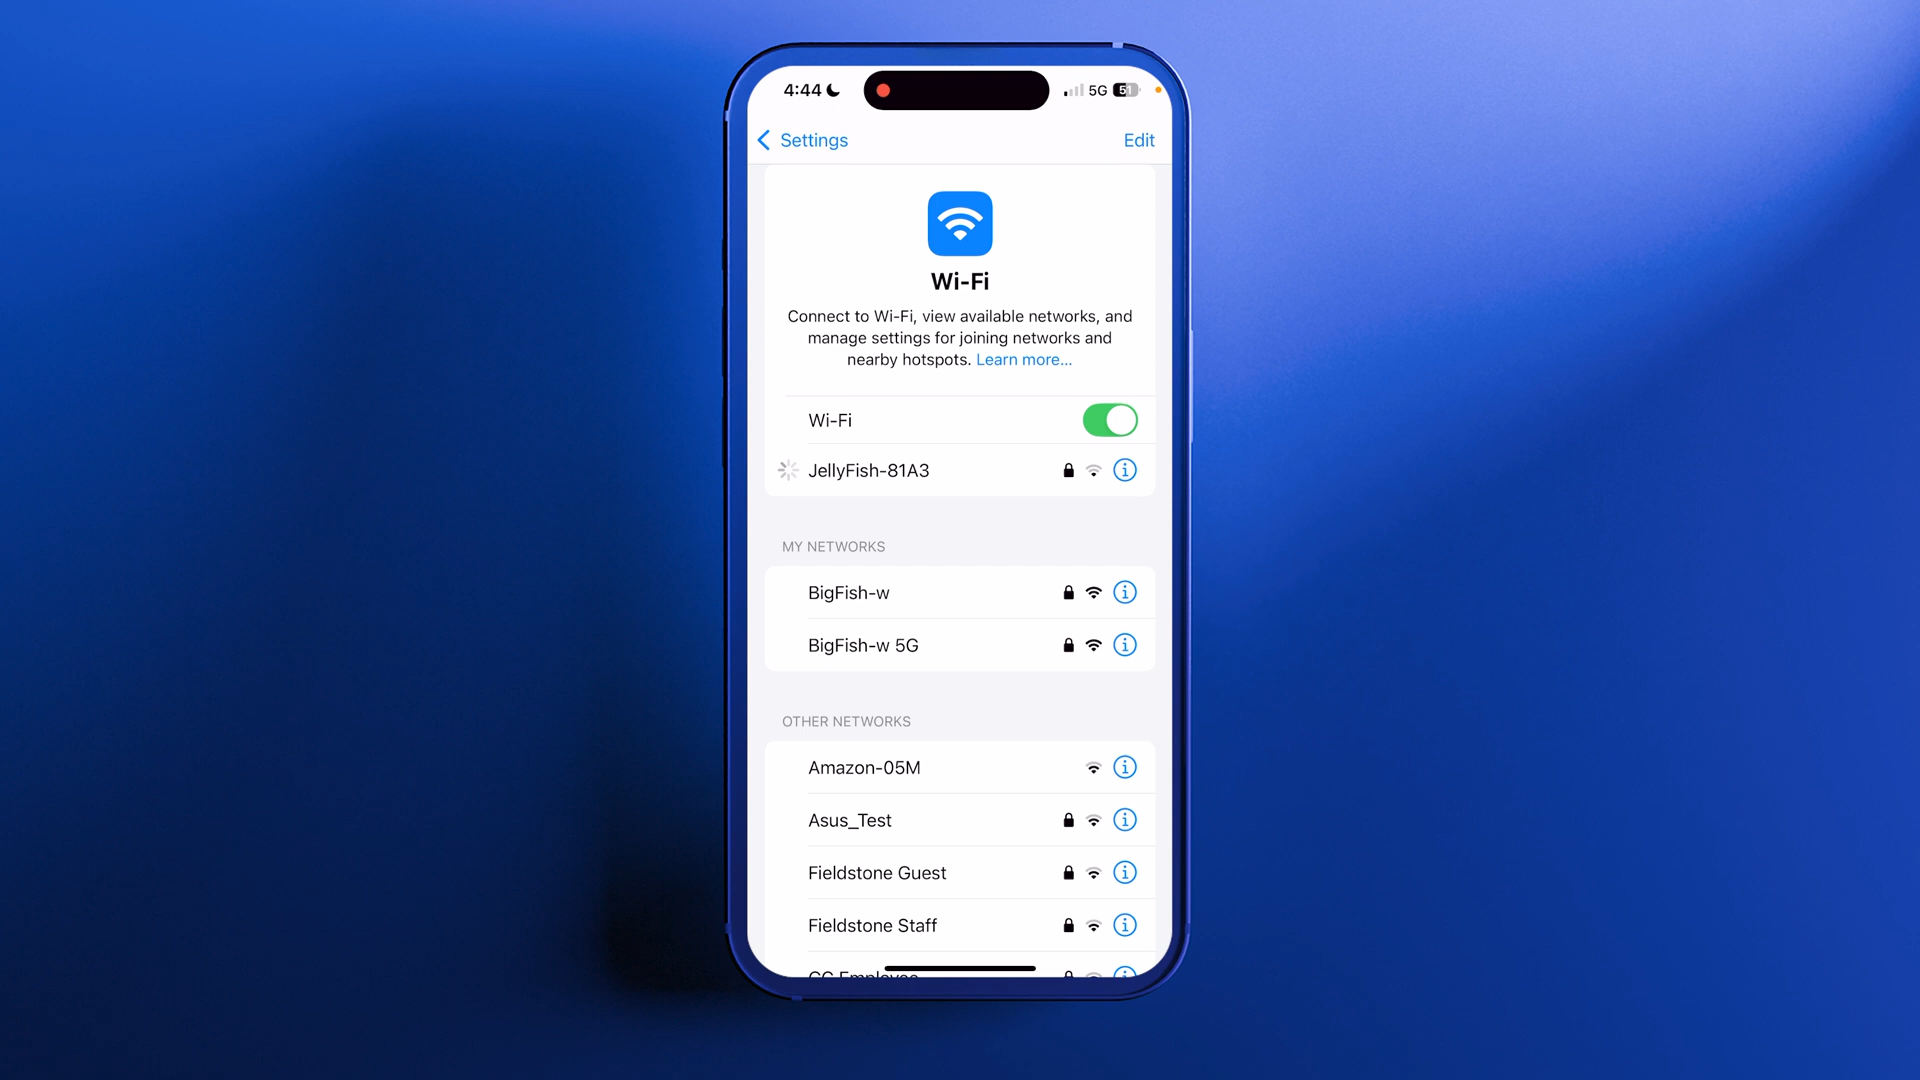 4:44
5G 51
Settings
Edit
Wi-Fi
Connect to Wi-Fi, view available networks, and
manage settings for joining networks and
nearby hotspots. Learn more...
Wi-Fi
JellyFish-81A3
MY NETWORKS
BigFish-w
BigFish-w 5G
OTHER NETWORKS
Amazon-05M
Asus_Test
Fieldstone Guest
Fieldstone Staff